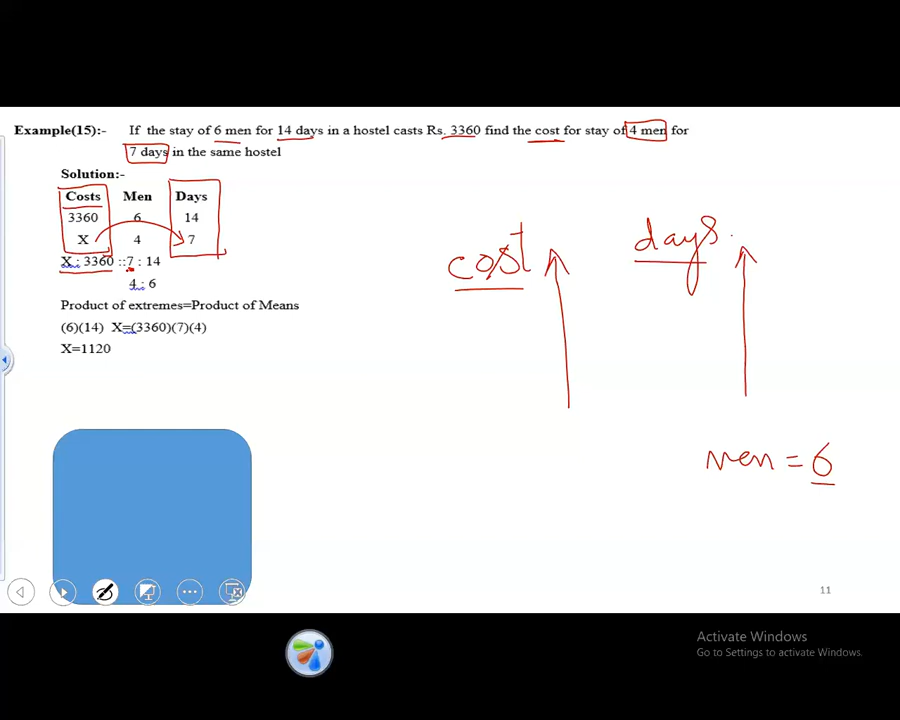 Example(15):- If the stay of 6 men for 14 days in a hostel casts Rs. 3360 find the cost for stay of 4 men for
7 days in the same hostel
Solution:-
Costs Men Days
3360 6 14
X 4 7
X : 3360 ::7 : 14
4 : 6
Product of extremes=Product of Means
(6)(14) X=(3360)(7)(4)
X=1120
cost days
men = 6
11
Activate Windows
Go to Settings to activate Windows.